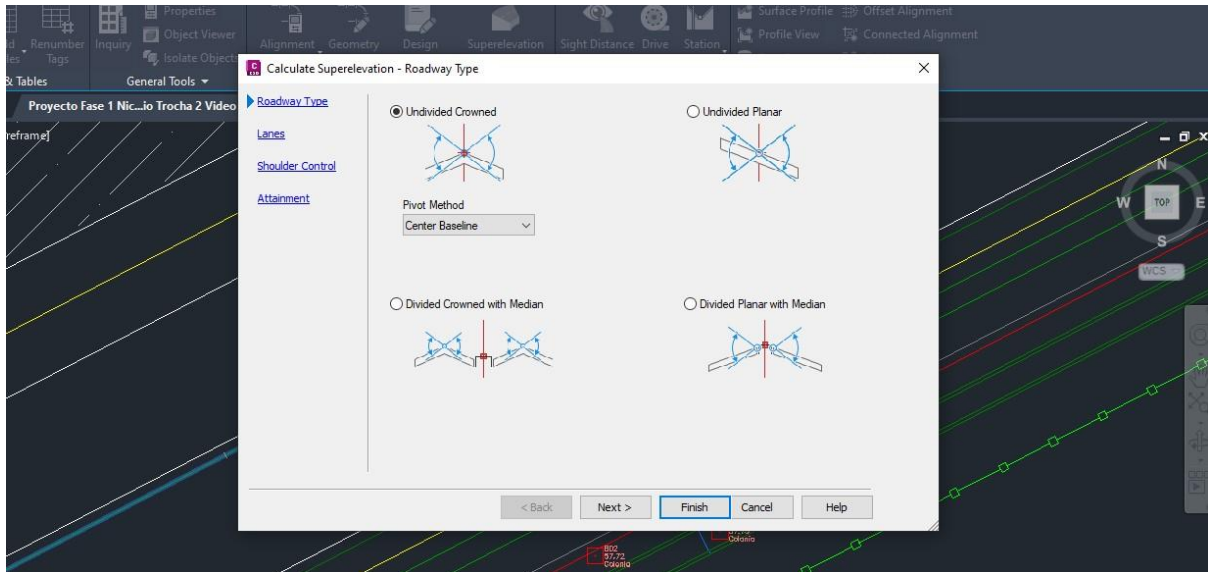 Properties
Object Viewer
Isolate Objects
Renumber
Tags
Inquiry
Alignment
Geometry
Design
Superelevation
Sight Distance
Drive
Station
Surface Profile
Offset Alignment
Profile View
Connected Alignment
& Tables
General Tools
Proyecto Fase 1 Nic...io Trocha 2 Video
Calculate Superelevation - Roadway Type
Roadway Type
Lanes
Shoulder Control
Attainment
Undivided Crowned
Undivided Planar
Pivot Method
Center Baseline
Divided Crowned with Median
Divided Planar with Median
< Back
Next >
Finish
Cancel
Help
N
W
TOP
E
S
WCS
802
57.72
Colonia
Colonia